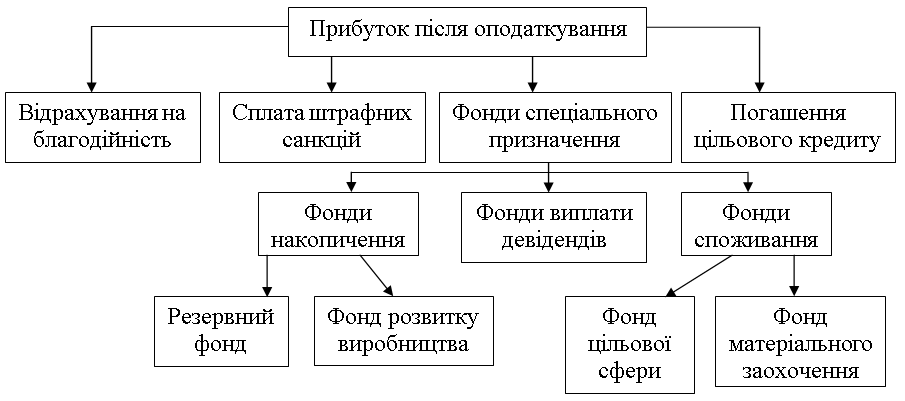 Прибуток після оподаткування
Відрахування на
благодійність
Сплата штрафних
санкцій
Фонди спеціального
призначення
Погашення
цільового кредиту
Фонди
накопичення
Фонди виплати
девідендів
Фонди
споживання
Резервний
фонд
Фонд розвитку
виробництва
Фонд
цільової
сфери
Фонд
матеріального
заохочення